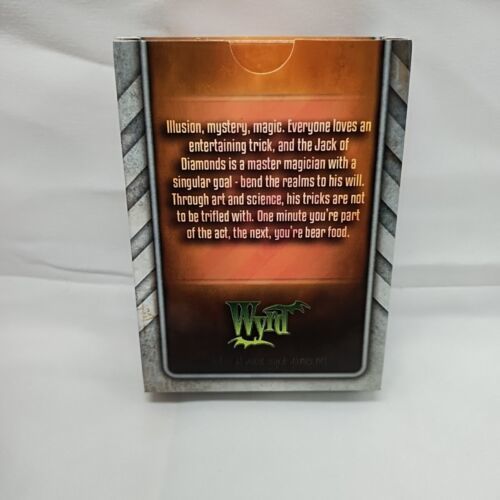 Illusion, mystery, magic. Everyone loves an
entertaining trick, and the Jack of
Diamonds is a master magician with a
singular goal - bend the realms to his will.
Through art and science, his tricks are not
to be trifled with. One minute you're part
of the act, the next, you're bear food.
Wyrd